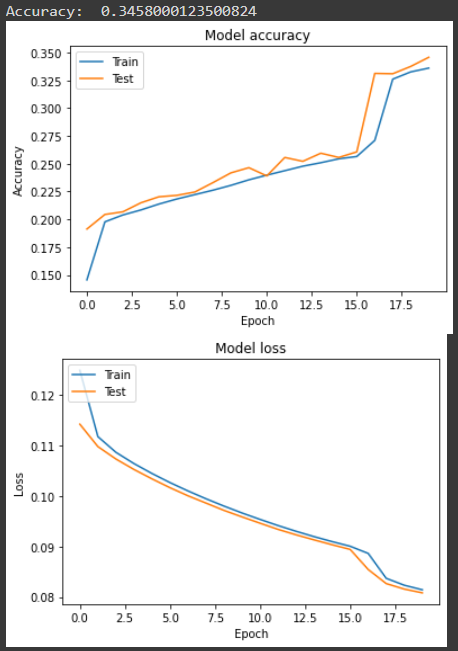 Accuracy:  0.3458000123500824
Model accuracy
Train
Test
0.350
0.325
0.300
0.275
0.250
0.225
0.200
0.175
0.150
Accuracy
0.0 2.5 5.0 7.5 10.0 12.5 15.0 17.5
Epoch
Model loss
Train
Test
0.12
0.11
0.10
0.09
0.08
Loss
0.0 2.5 5.0 7.5 10.0 12.5 15.0 17.5
Epoch